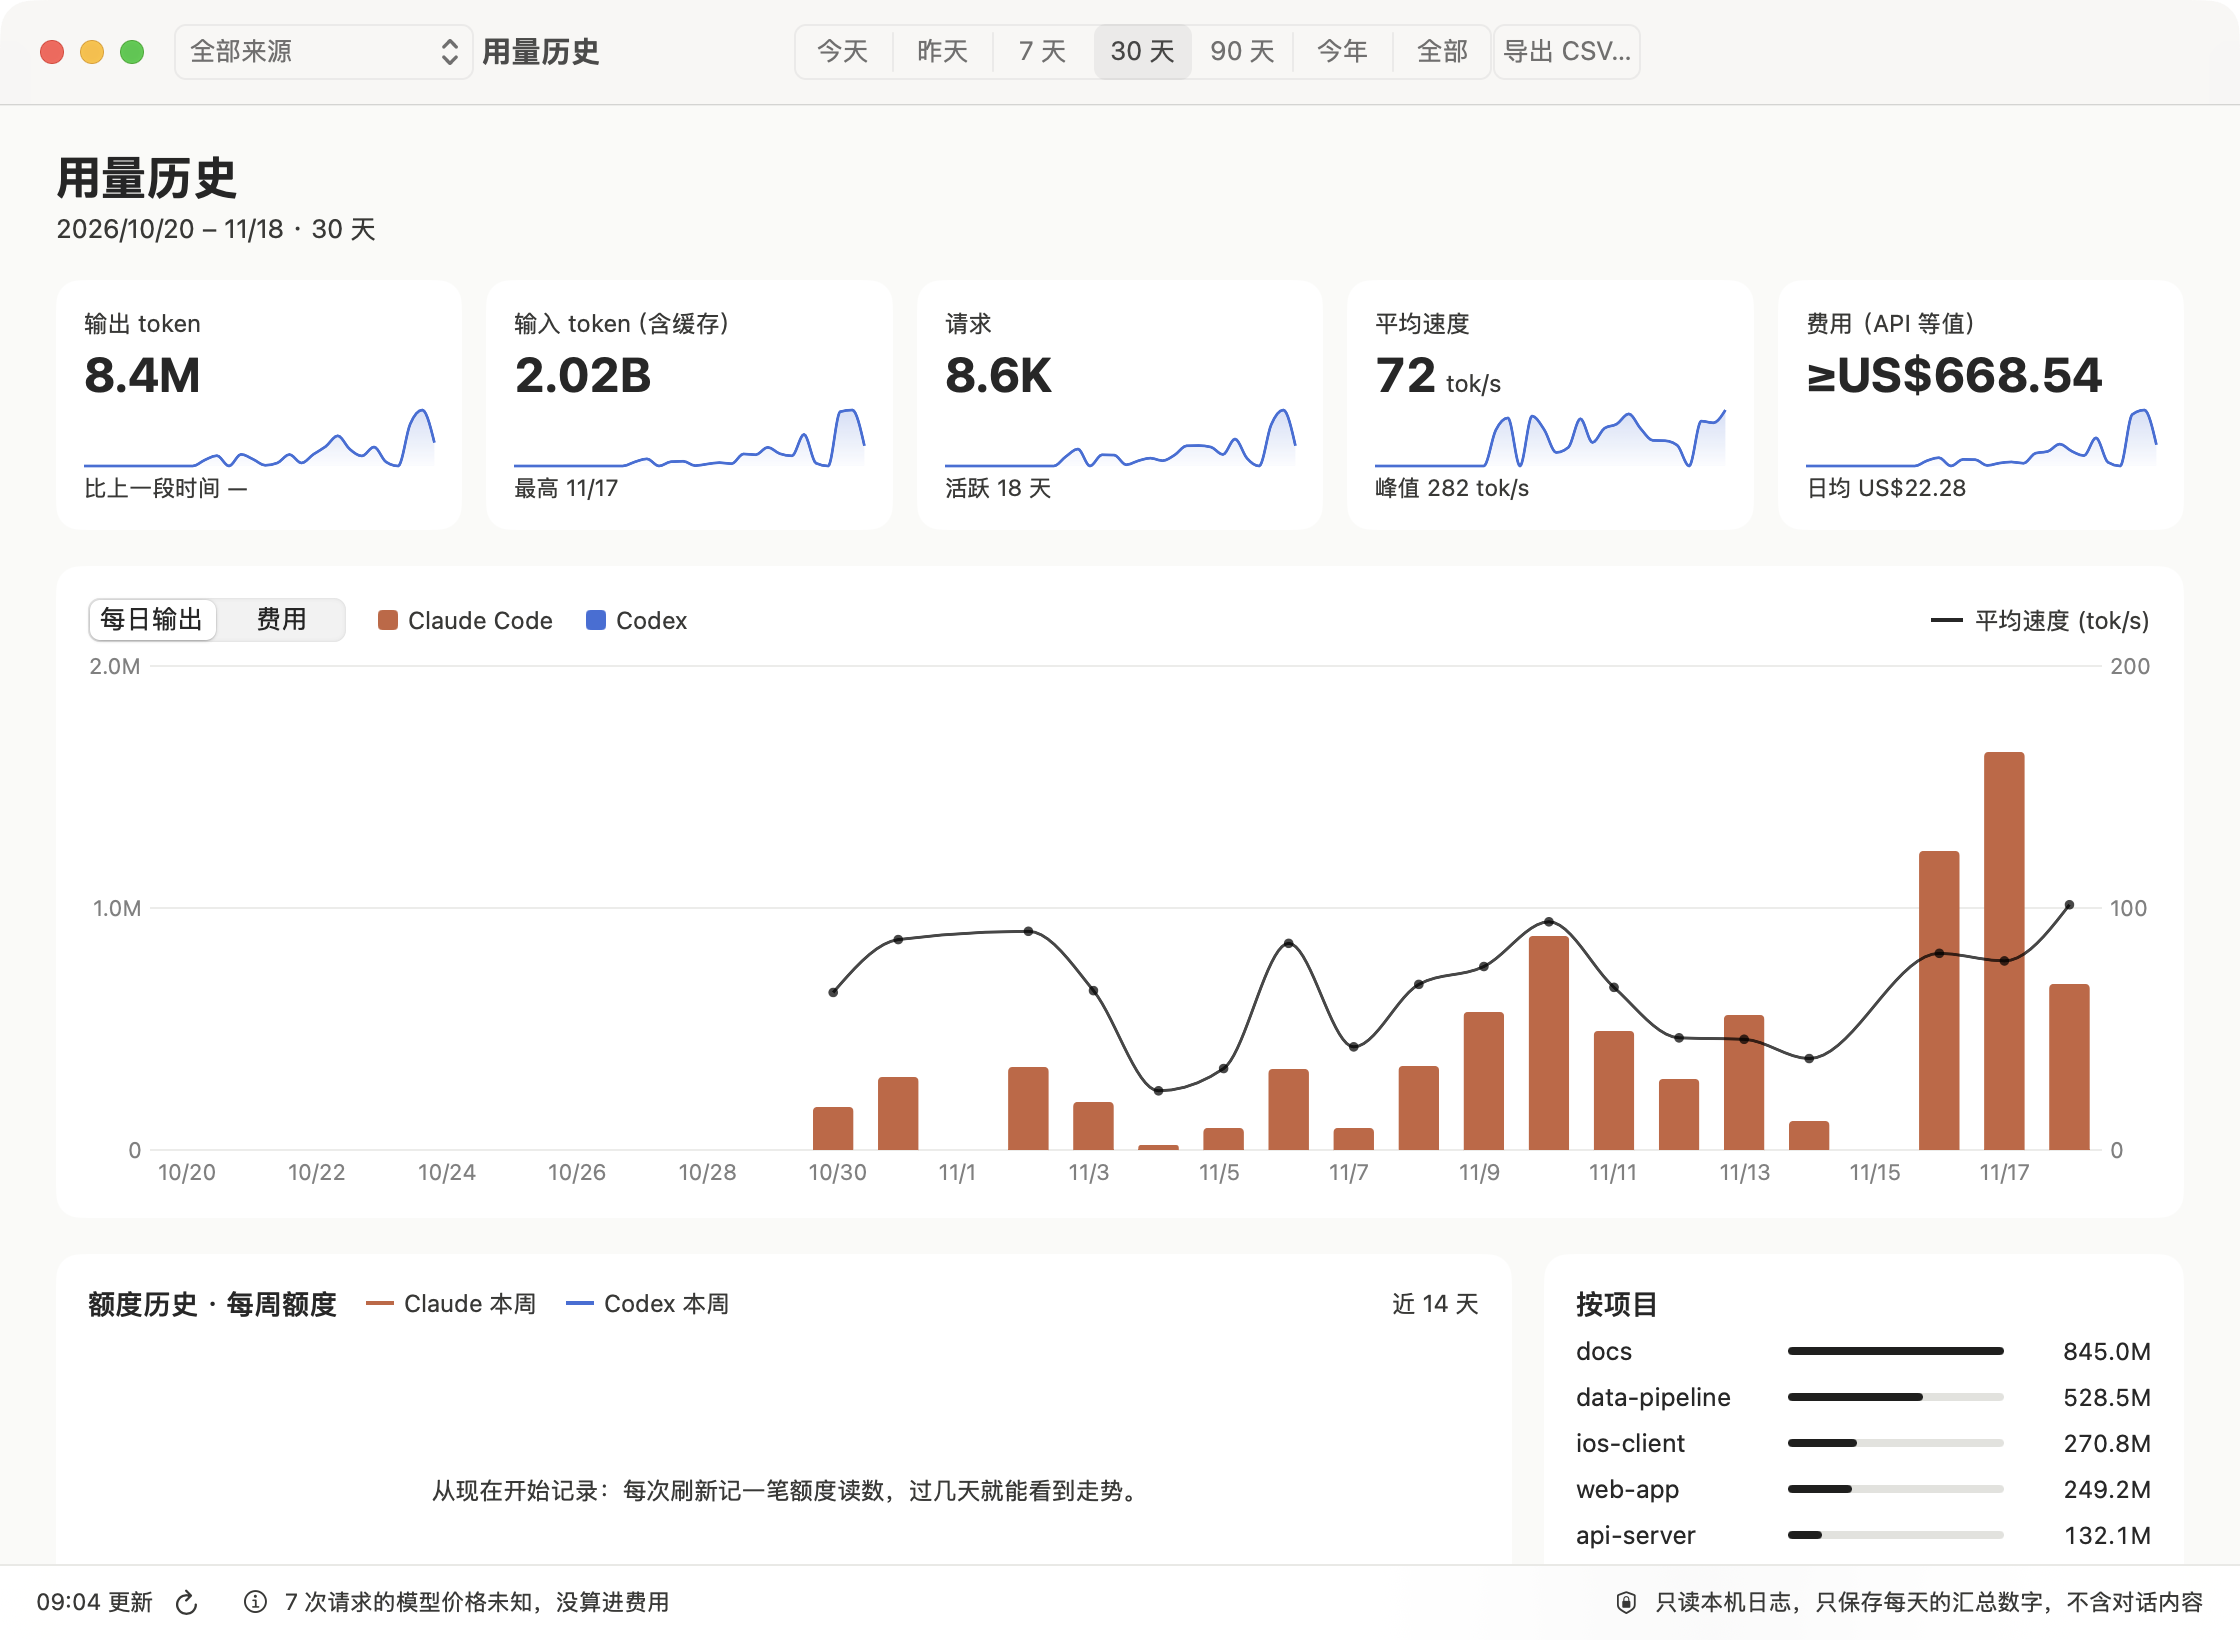 全部来源
用量历史
今天 昨天 7 天 30 天 90 天 今年 全部 导出 CSV...
用量历史
2026/10/20 – 11/18 · 30 天
输出 token
8.4M
比上一段时间 —
输入 token (含缓存)
2.02B
最高 11/17
请求
8.6K
活跃 18 天
平均速度
72 tok/s
峰值 282 tok/s
费用（API 等值）
≥US$668.54
日均 US$22.28
每日输出 费用 Claude Code Codex 平均速度 (tok/s)
2.0M 200
1.0M 100
0 0
10/20 10/22 10/24 10/26 10/28 10/30 11/1 11/3 11/5 11/7 11/9 11/11 11/13 11/15 11/17
额度历史 · 每周额度 Claude 本周 Codex 本周 近 14 天
从现在开始记录：每次刷新记一笔额度读数，过几天就能看到走势。
按项目
docs 845.0M
data-pipeline 528.5M
ios-client 270.8M
web-app 249.2M
api-server 132.1M
09:04 更新 7 次请求的模型价格未知，没算进费用 只读本机日志，只保存每天的汇总数字，不含对话内容